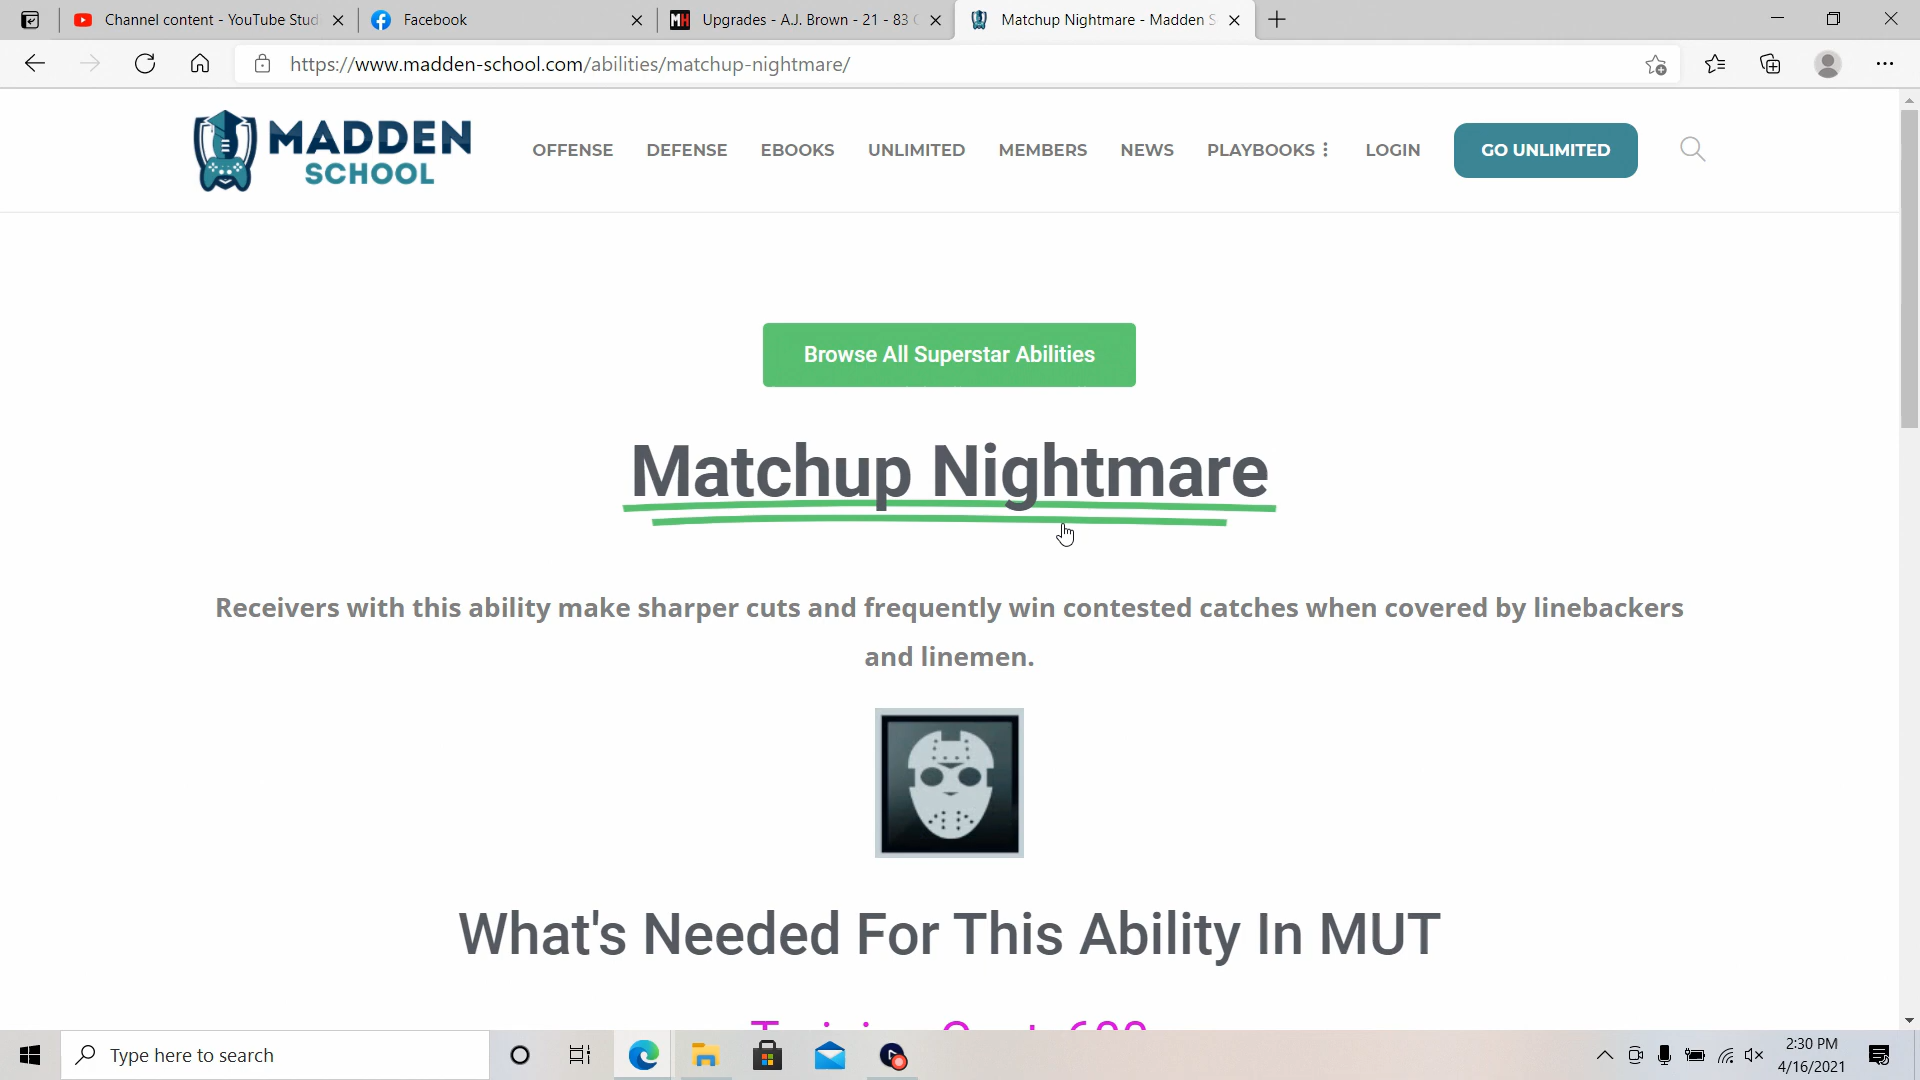 Channel content - YouTube Stud
Facebook
MH Upgrades - A.J. Brown - 21 - 83
Matchup Nightmare - Madden S
https://www.madden-school.com/abilities/matchup-nightmare/
MADDEN
SCHOOL
OFFENSE DEFENSE EBOOKS UNLIMITED MEMBERS NEWS PLAYBOOKS LOGIN GO UNLIMITED
Browse All Superstar Abilities
Matchup Nightmare
Receivers with this ability make sharper cuts and frequently win contested catches when covered by linebackers
and linemen.
What's Needed For This Ability In MUT
Type here to search
2:30 PM
4/16/2021